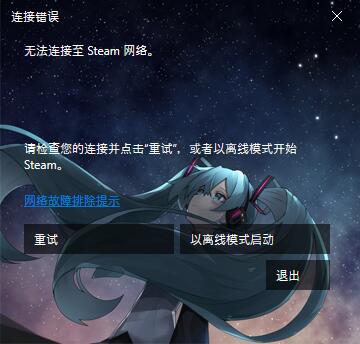 连接错误
无法连接至 Steam 网络。
请检查您的连接并点击“重试”，或者以离线模式开始
Steam。
网络故障排除提示
重试
以离线模式启动
退出